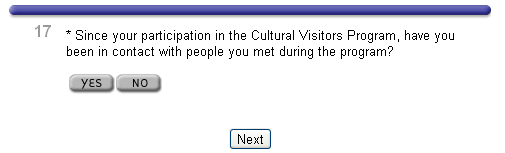 17 * Since your participation in the Cultural Visitors Program, have you
been in contact with people you met during the program?
YES NO
Next